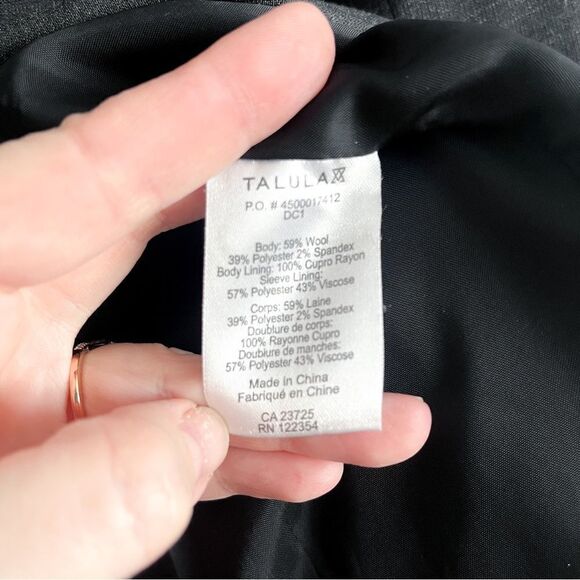 TALULA
P.O. # 4500017412
DC1
Body: 59% Wool
39% Polyester 2% Spandex
Body Lining: 100% Cupro Rayon
Sleeve Lining:
57% Polyester 43% Viscose
Corps: 59% Laine
39% Polyester 2% Spandex
Doublure de corps:
100% Rayonne Cupro
Doublure de manches:
57% Polyester 43% Viscose
Made in China
Fabriqué en Chine
CA 23725
RN 122354